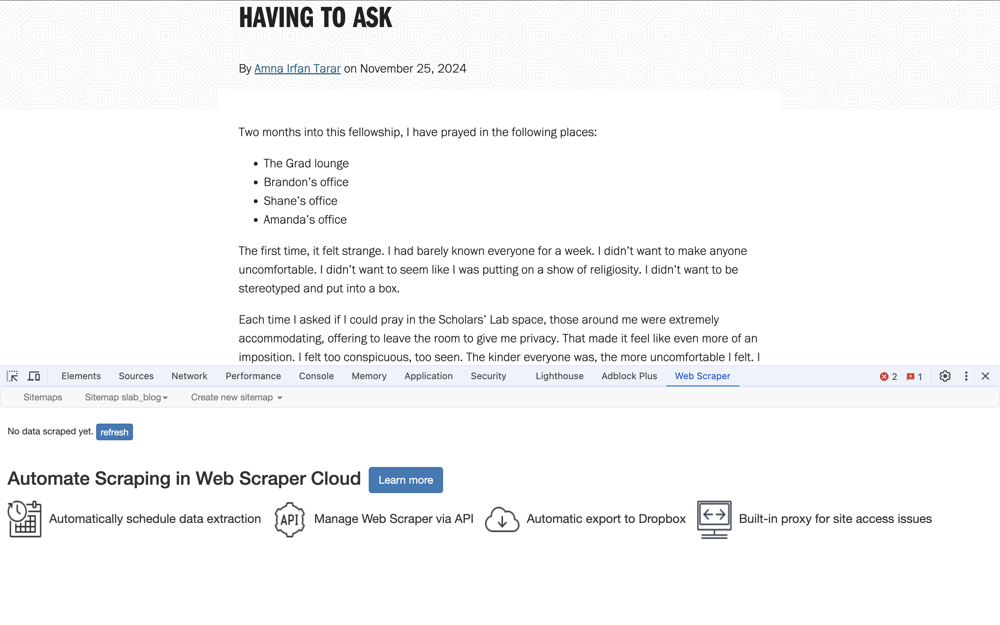 HAVING TO ASK
By Amna Irfan Tarar on November 25, 2024
Two months into this fellowship, I have prayed in the following places:
• The Grad lounge
• Brandon’s office
• Shane’s office
• Amanda’s office
The first time, it felt strange. I had barely known everyone for a week. I didn’t want to make anyone
uncomfortable. I didn’t want to seem like I was putting on a show of religiosity. I didn’t want to be
stereotyped and put into a box.
Each time I asked if I could pray in the Scholars’ Lab space, those around me were extremely
accommodating, offering to leave the room to give me privacy. That made it feel like even more of an
imposition. I felt too conspicuous, too seen. The kinder everyone was, the more uncomfortable I felt. I
Elements Sources Network Performance Console Memory Application Security Lighthouse Adblock Plus Web Scraper 2 1
Sitemaps Sitemap slab_blog Create new sitemap
No data scraped yet. refresh
Automate Scraping in Web Scraper Cloud Learn more
Automatically schedule data extraction API Manage Web Scraper via API Automatic export to Dropbox Built-in proxy for site access issues